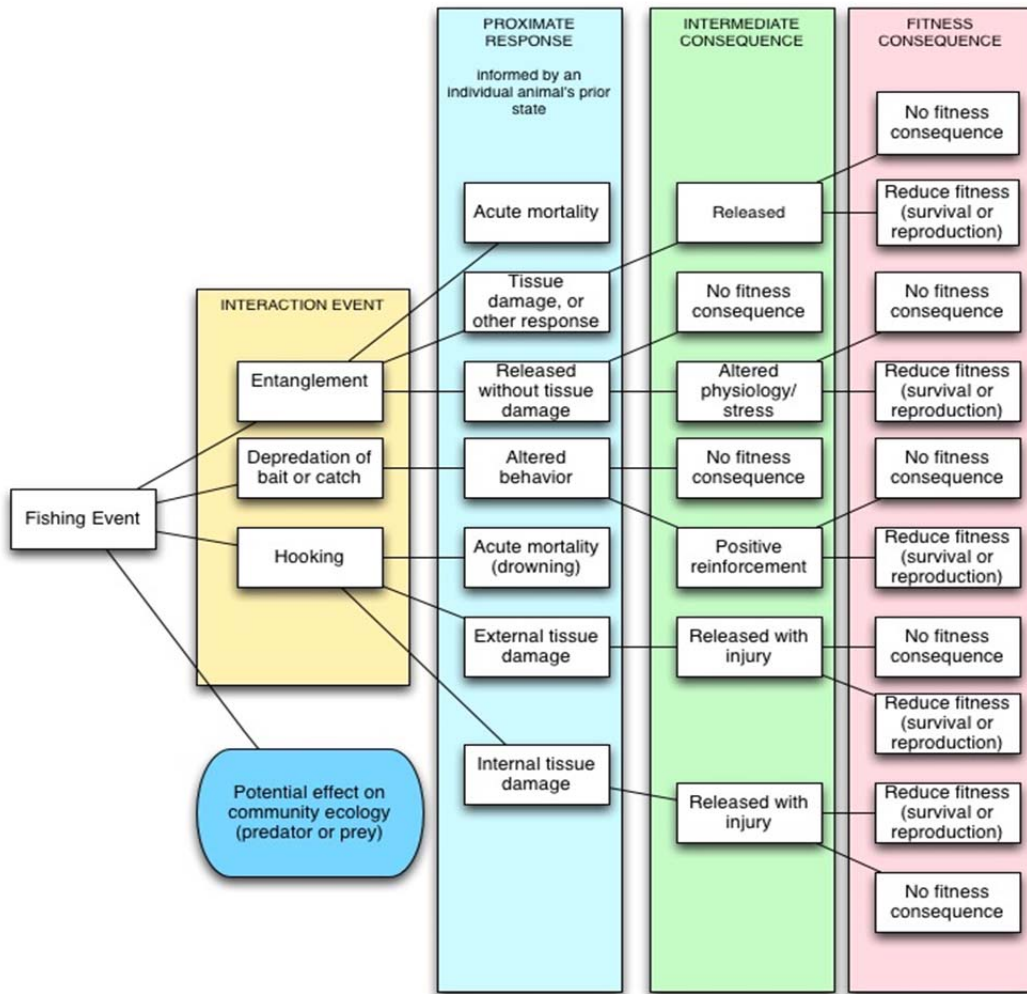 PROXIMATE
RESPONSE
informed by an
individual animal's prior
state
INTERMEDIATE
CONSEQUENCE
FITNESS
CONSEQUENCE
No fitness
consequence
Acute mortality
Released
Reduce fitness
(survival or
reproduction)
INTERACTION EVENT
Tissue
damage, or
other response
No fitness
consequence
No fitness
consequence
Entanglement
Released
without tissue
damage
Altered
physiology/
stress
Reduce fitness
(survival or
reproduction)
Depredation of
bait or catch
Altered
behavior
No fitness
consequence
No fitness
consequence
Fishing Event
Hooking
Acute mortality
(drowning)
Positive
reinforcement
Reduce fitness
(survival or
reproduction)
External tissue
damage
Released with
injury
No fitness
consequence
Reduce fitness
(survival or
reproduction)
Internal tissue
damage
Potential effect on
community ecology
(predator or prey)
Released with
injury
Reduce fitness
(survival or
reproduction)
No fitness
consequence